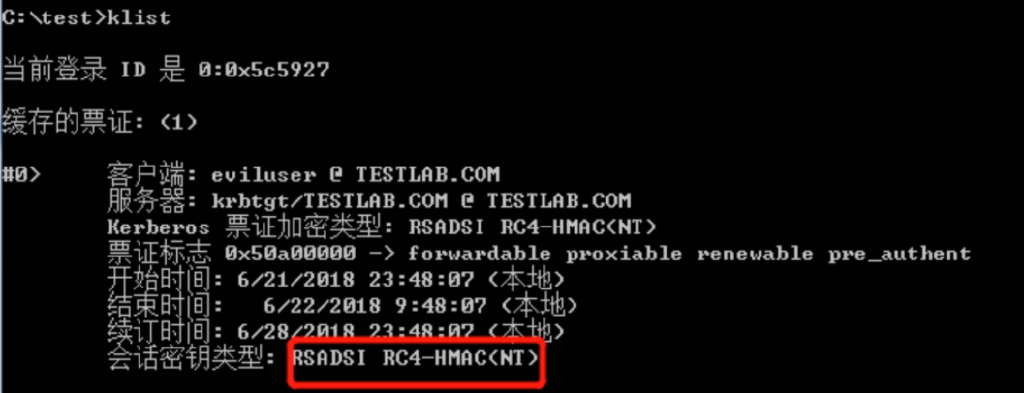 C:\test>klist
当前登录 ID 是 0:0x5c5927
缓存的票证: (1)
#0> 客户端: eviluser @ TESTLAB.COM
服务器: krbtgt/TESTLAB.COM @ TESTLAB.COM
Kerberos 票证加密类型: RSADSI RC4-HMAC(NT)
票证标志 0x50a00000 -> forwardable proxiable renewable pre_authent
开始时间: 6/21/2018 23:48:07 (本地)
结束时间: 6/22/2018 9:48:07 (本地)
续订时间: 6/28/2018 23:48:07 (本地)
会话密钥类型: RSADSI RC4-HMAC(NT)